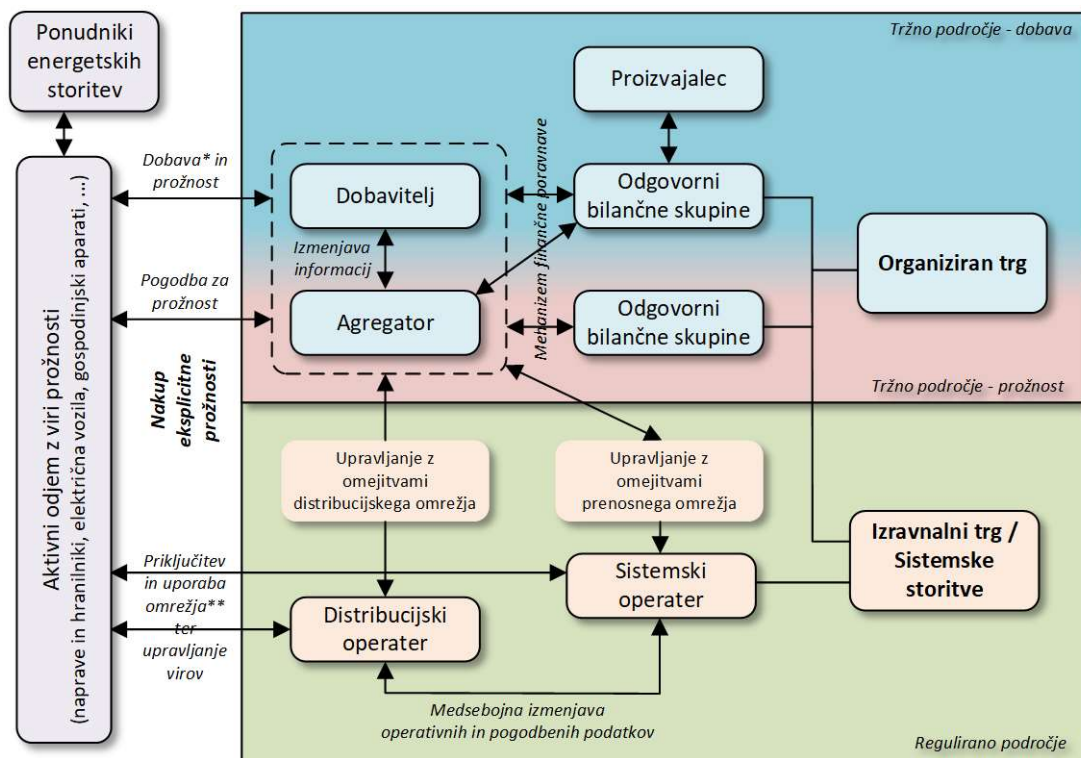 Ponudniki
energetskih
storitev
Tržno področje - dobava
Proizvajalec
Dobava* in
prožnost
Dobavitelj
Odgovorni
bilančne skupine
Mehanizem finančne poravnave
Izmenjava
informacij
Organiziran trg
Pogodba za
prožnost
Agregator
Odgovorni
bilančne skupine
Tržno področje - prožnost
Aktivni odjem z viri prožnosti
(naprave in hranilniki, električna vozila, gospodinjski aparati, ...)
Nakup
eksplicitne
prožnosti
Upravljanje z
omejitvami
distribucijskega omrežja
Upravljanje z
omejitvami
prenosnega omrežja
Izravnalni trg /
Sistemske
storitve
Priključitev
in uporaba
omrežja**
ter
upravljanje
virov
Sistemski
operater
Distribucijski
operater
Medsebojna izmenjava
operativnih in pogodbenih podatkov
Regulirano področje